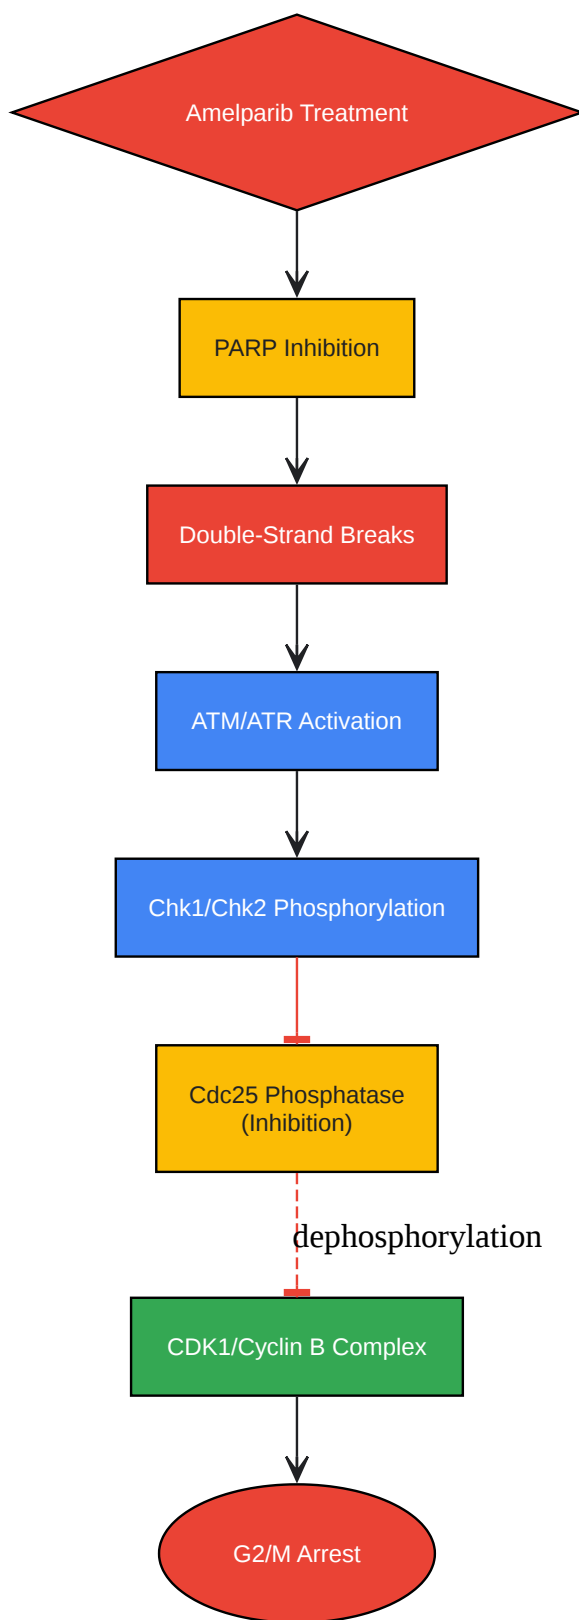 Amelparib Treatment
PARP Inhibition
Double-Strand Breaks
ATM/ATR Activation
Chk1/Chk2 Phosphorylation
Cdc25 Phosphatase
(Inhibition)
dephosphorylation
CDK1/Cyclin B Complex
G2/M Arrest